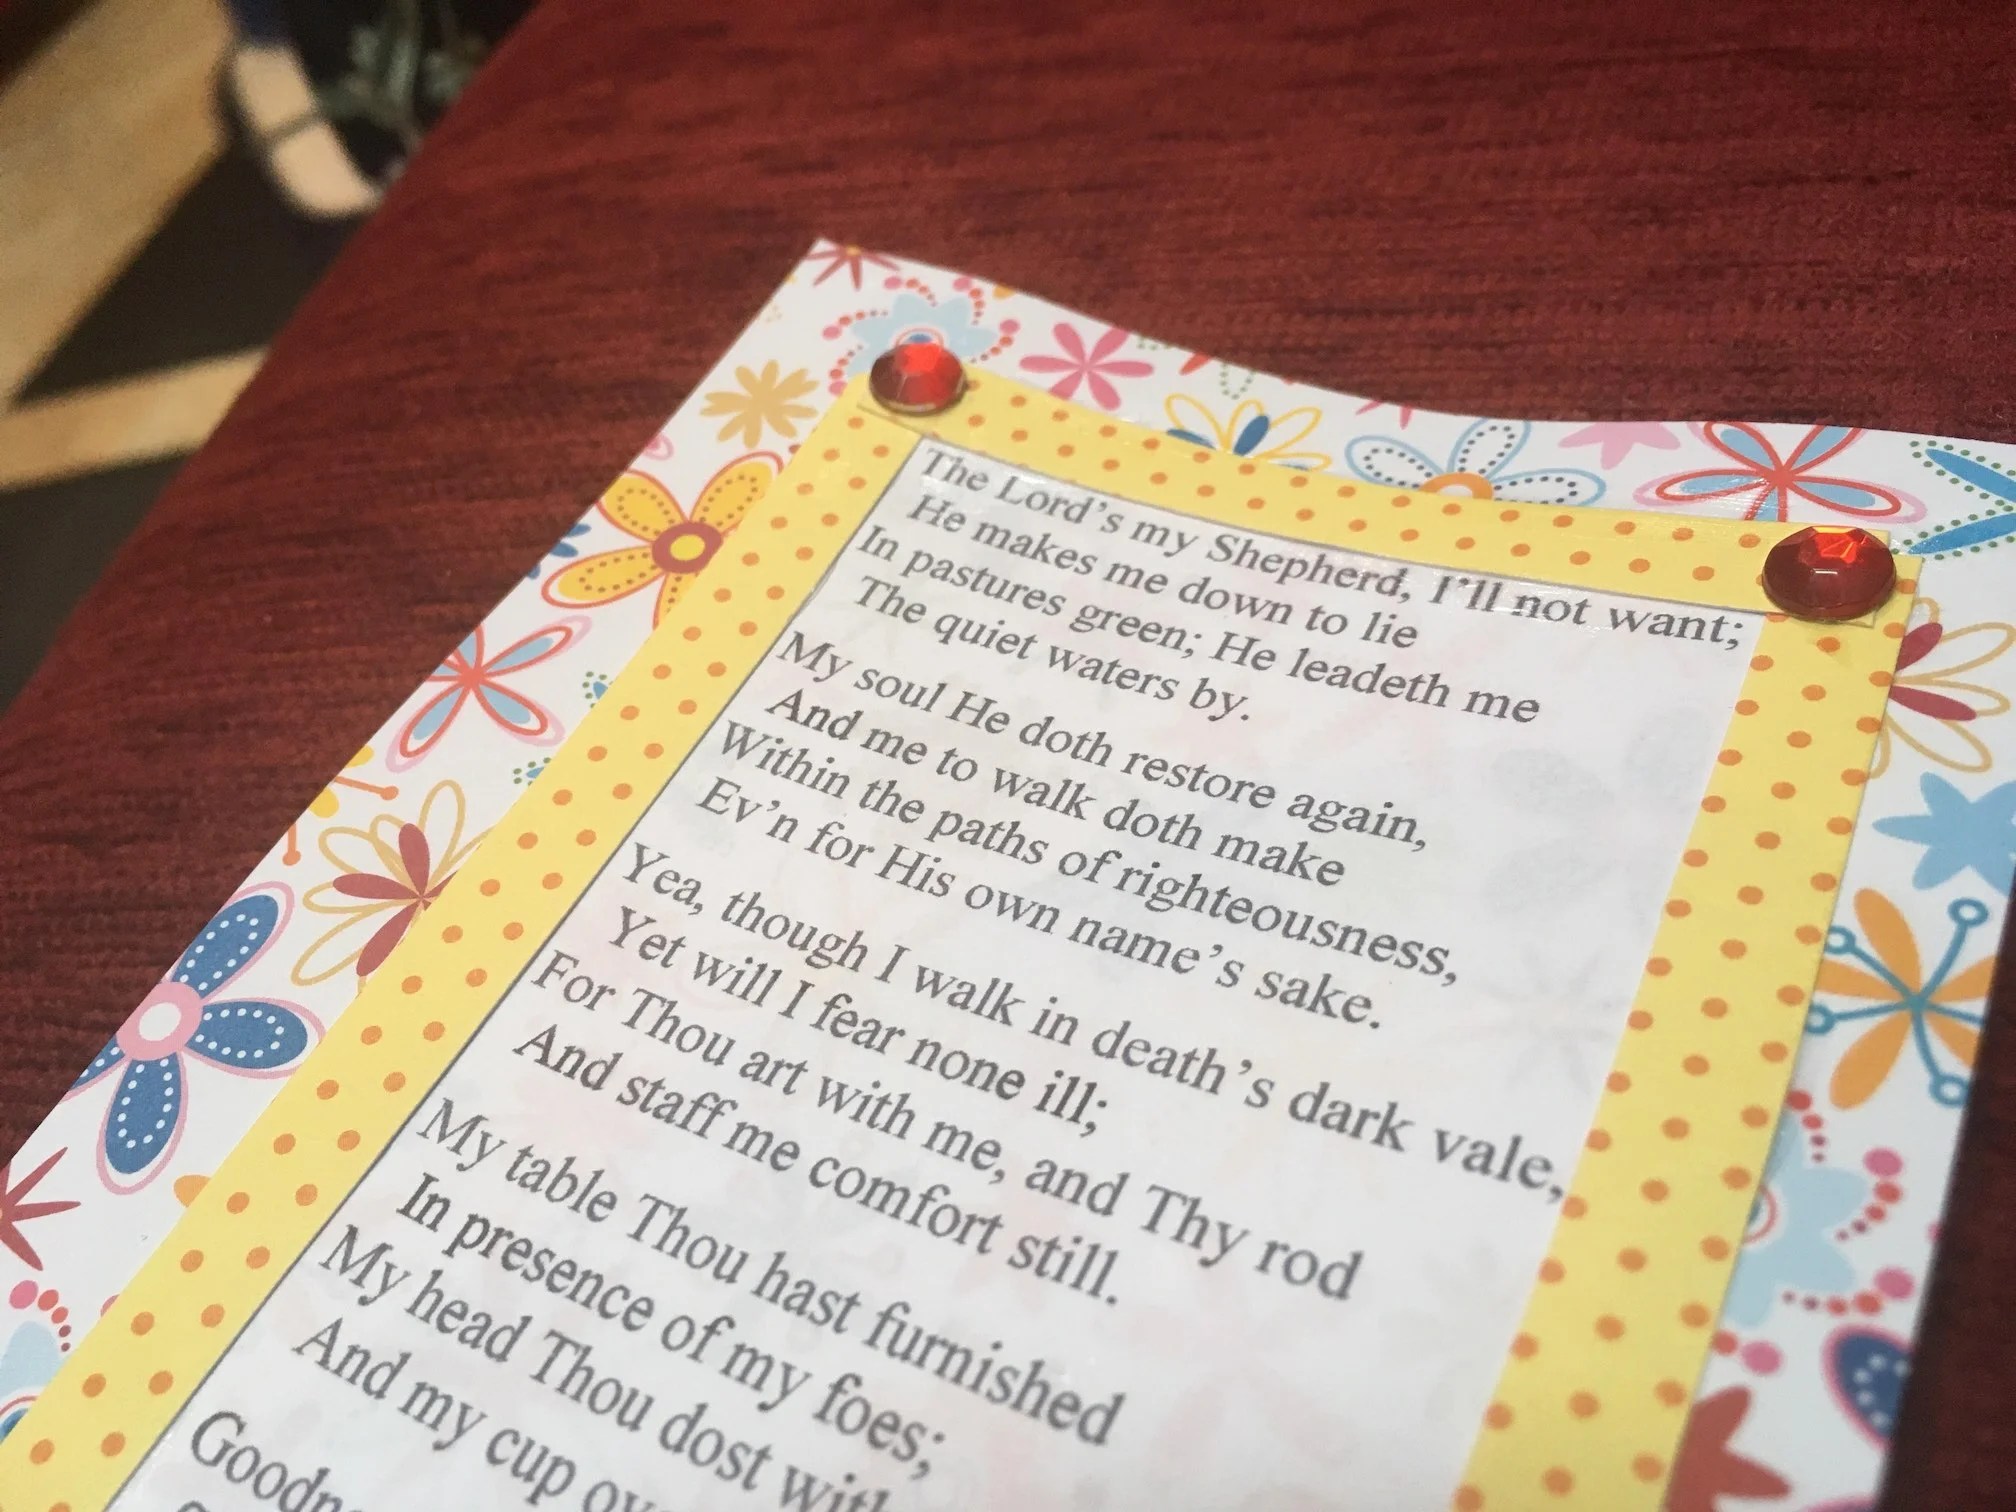 The Lord's my Shepherd, I'll not want;
He makes me down to lie
In pastures green; He leadeth me
The quiet waters by.
My soul He doth restore again,
And me to walk doth make
Within the paths of righteousness,
Ev'n for His own name's sake.
Yea, though I walk in death's dark vale,
Yet will I fear none ill;
For Thou art with me, and Thy rod
And staff me comfort still.
My table Thou hast furnished
In presence of my foes;
My head Thou dost with
And my cup